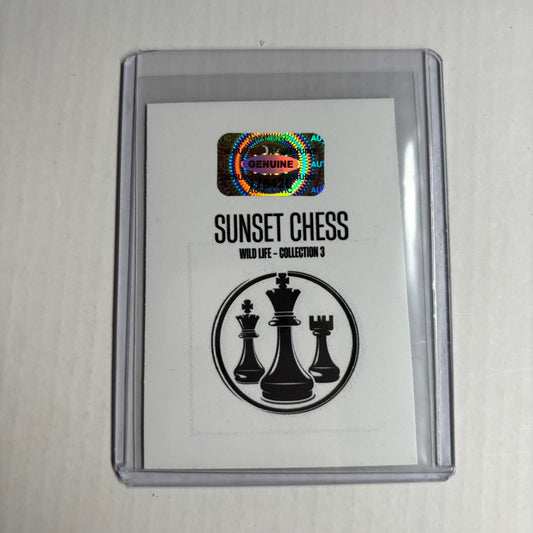 GENUINE
SUNSET CHESS
WILD LIFE - COLLECTION 3